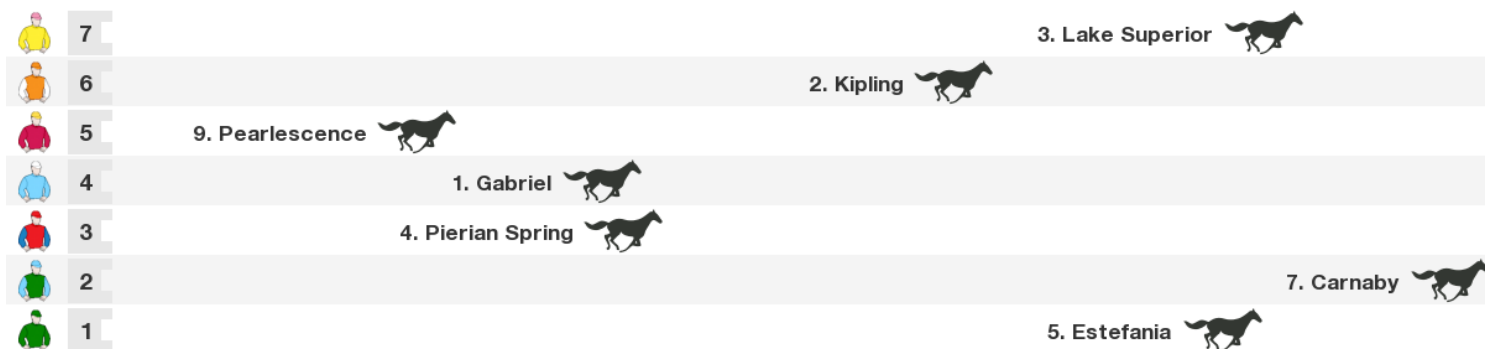 7 3. Lake Superior
6 2. Kipling
5 9. Pearlescence
4 1. Gabriel
3 4. Pierian Spring
2 7. Carnaby
1 5. Estefania